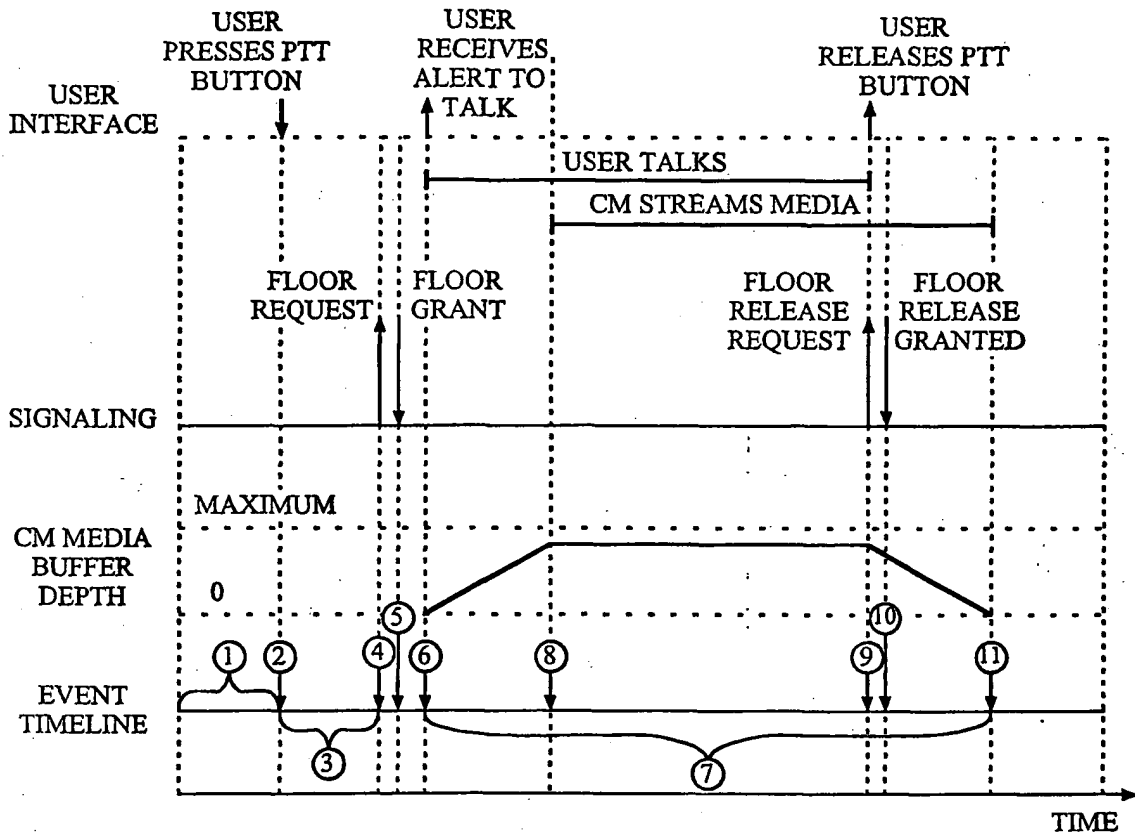 USER
PRESSES PTT
BUTTON
USER
RECEIVES
ALERT TO
TALK
USER
RELEASES PTT
BUTTON
USER
INTERFACE
USER TALKS
CM STREAMS MEDIA
FLOOR
REQUEST
FLOOR
GRANT
FLOOR
RELEASE
REQUEST
FLOOR
RELEASE
GRANTED
SIGNALING
MAXIMUM
CM MEDIA
BUFFER
DEPTH
0
5
10
1
2
4
6
8
9
11
EVENT
TIMELINE
3
7
TIME